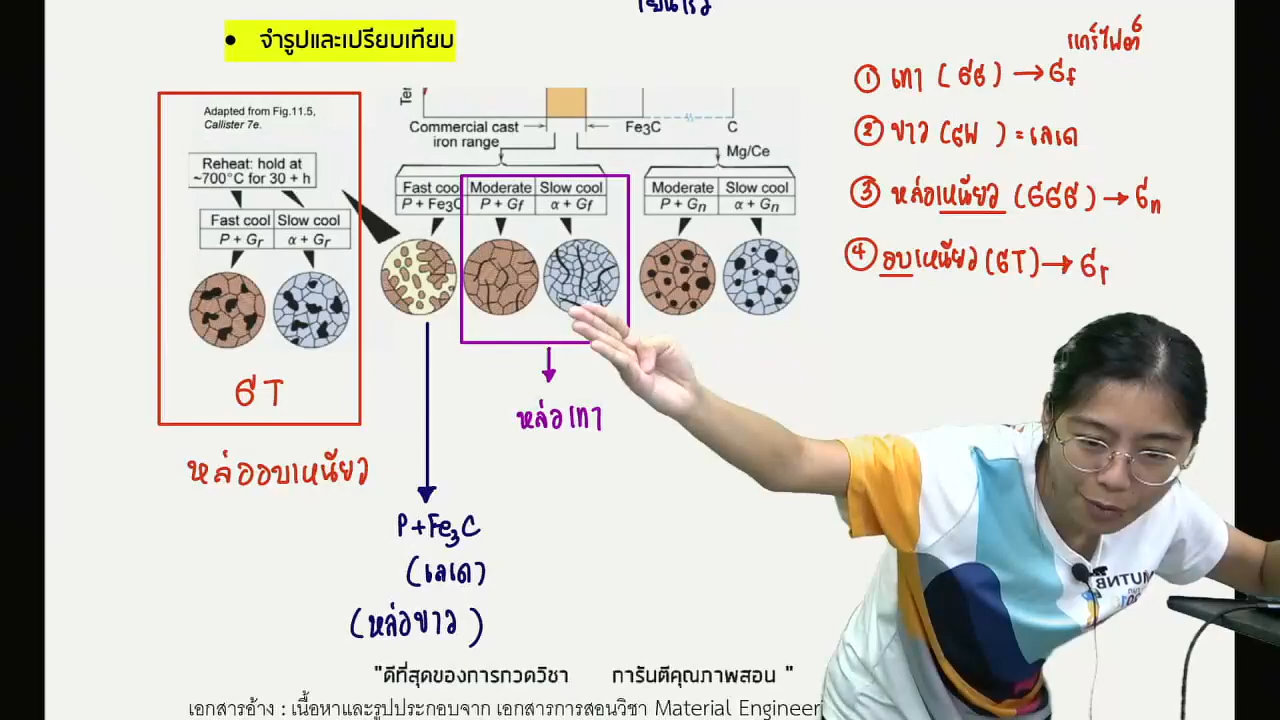 เย็นเร็ว
• จำรูปและเปรียบเทียบ
Adapted from Fig.11.5,
Callister 7e.
Reheat: hold at
~700°C for 30 + h
Fast cool Slow cool
P + Gr α + Gr
GT
หล่ออบเหนียว
Commercial cast
iron range
Fe3C C
Mg/Ce
Fast cool Moderate Slow cool
P + Fe3C P + Gf α + Gf
Moderate Slow cool
P + Gn α + Gn
หล่อเทา
P+Fe3C
(เลเด)
(หล่อขาว)
แกร์ไฟต์
① เทา (GG) → Gf
② ขาว (GW) = เลเด
③ หล่อเหนียว (GGG) → Gn
④ อบเหนียว (GT) → Gr
"ดีที่สุดของการกวดวิชา การันตีคุณภาพสอน "
เอกสารอ้าง : เนื้อหาและรูปประกอบจาก เอกสารการสอนวิชา Material Engineeri